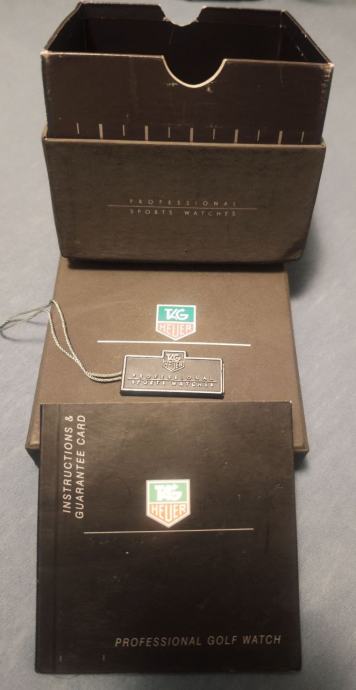 PROFESSIONAL
SPORTS WATCHES
TAG
HEUER
TAG
HEUER
PROFESSIONAL
SPORTS WATCHES
INSTRUCTIONS &
GUARANTEE CARD
TAG
HEUER
PROFESSIONAL GOLF WATCH